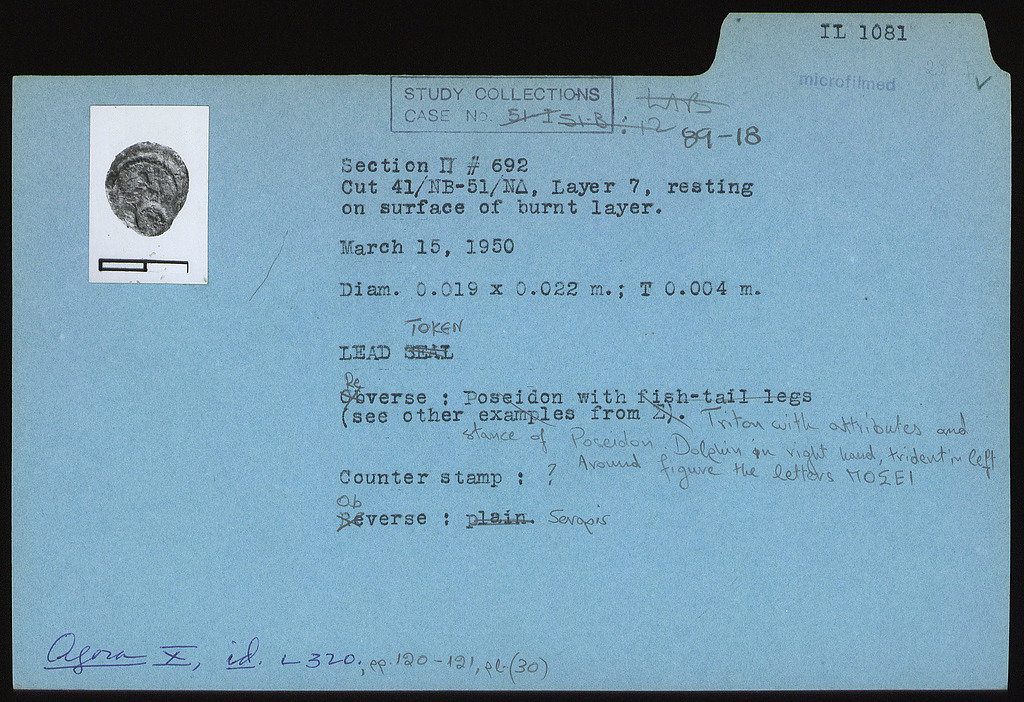 IL 1081
microfilmed
STUDY COLLECTIONS
CASE No. 51-I 51-B : 12
LAB
89-18
Section Π # 692
Cut 41/NB-51/NΔ, Layer 7, resting
on surface of burnt layer.
March 15, 1950
Diam. 0.019 x 0.022 m.; T 0.004 m.
TOKEN
LEAD SEAL
Re
Obverse : Poseidon with fish-tail legs
(see other examples from Σ). Triton with attributes and
stance of Poseidon. Dolphin in right hand, trident in left
Around figure the letters ΠΟΣΕΙ
Counter stamp : ?
Ob
Reverse : plain. Serapis
Agora X, id. L 320; pp. 120-121, pl. (30)